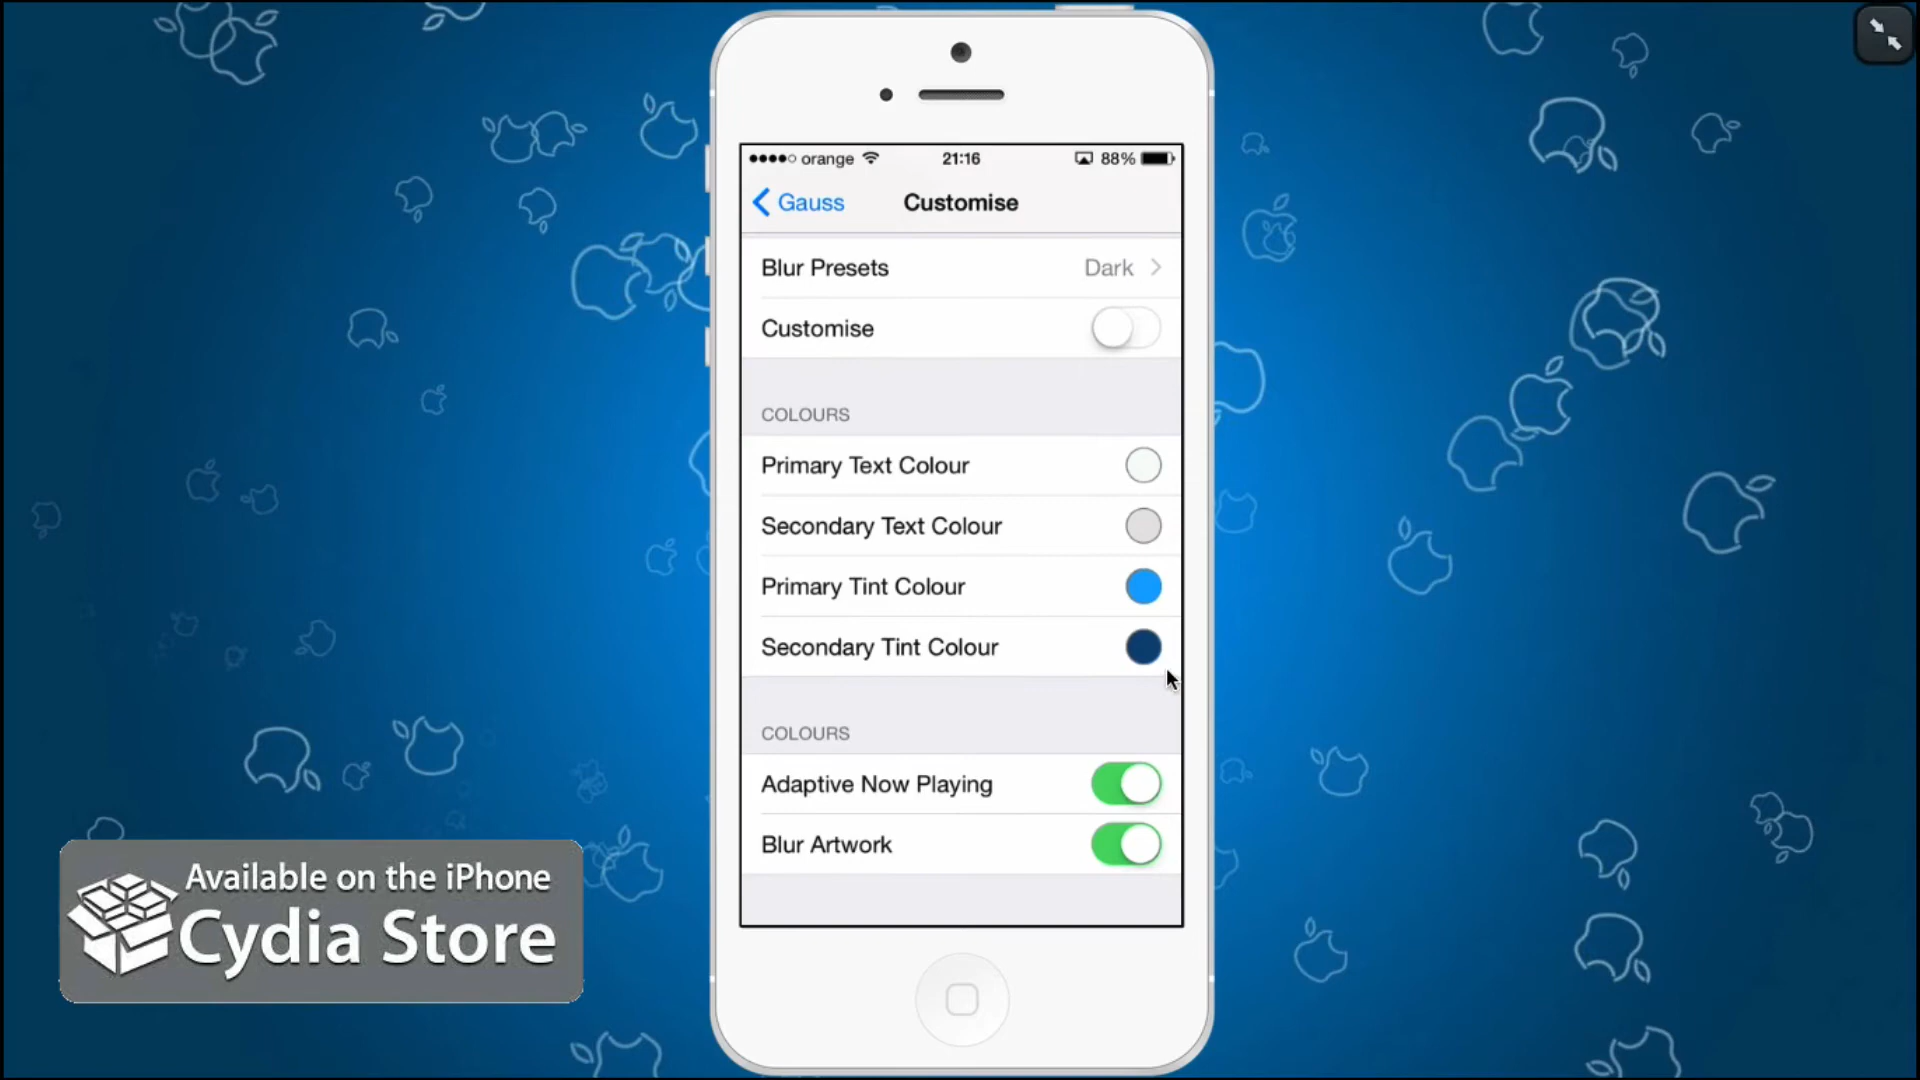 orange 21:16 88%
Gauss Customise
Blur Presets Dark
Customise
COLOURS
Primary Text Colour
Secondary Text Colour
Primary Tint Colour
Secondary Tint Colour
COLOURS
Adaptive Now Playing
Blur Artwork
Available on the iPhone
Cydia Store